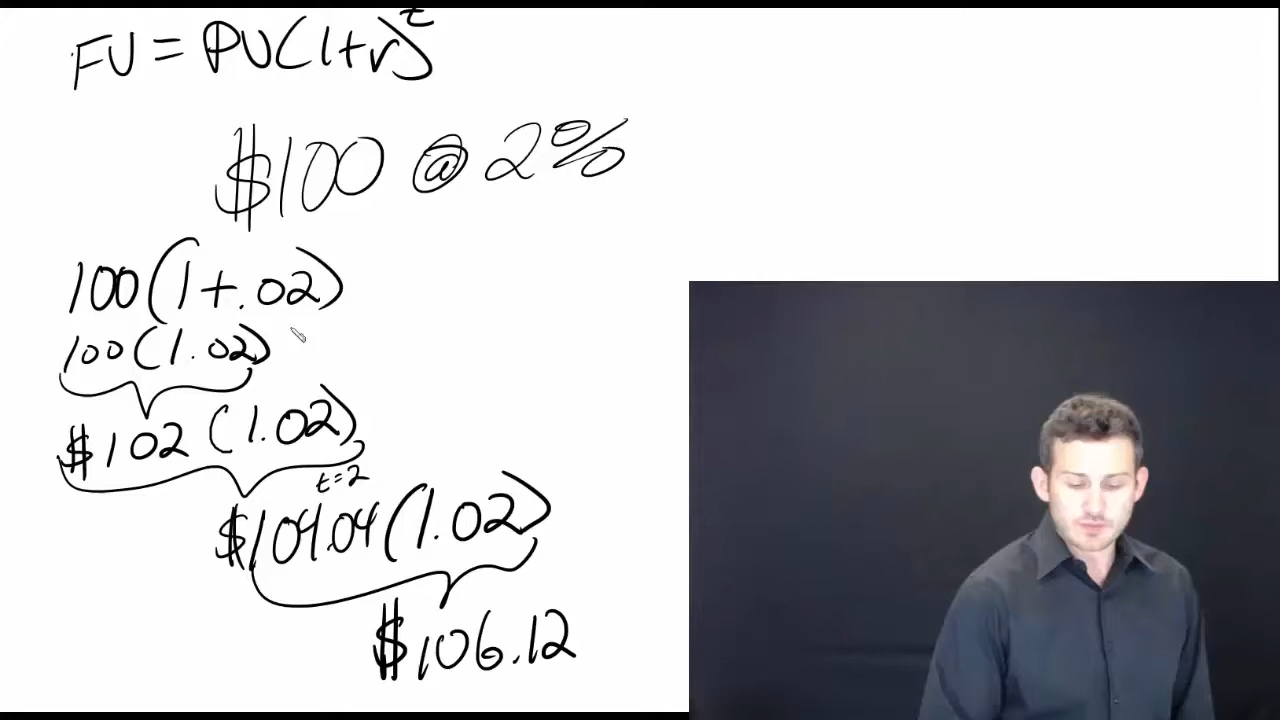 FV = PV(1+r)^t
$100 @ 2%
100(1+.02)
100(1.02)
$102 (1.02)
t=2
$104.04(1.02)
$106.12